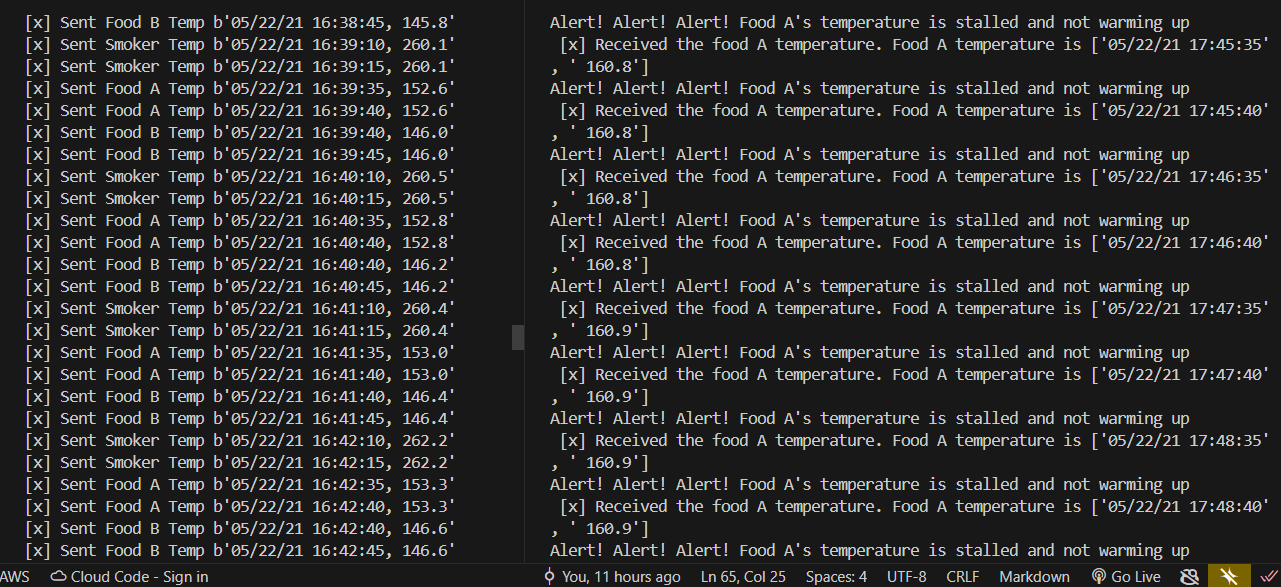 [x] Sent Food B Temp b'05/22/21 16:38:45, 145.8'
[x] Sent Smoker Temp b'05/22/21 16:39:10, 260.1'
[x] Sent Smoker Temp b'05/22/21 16:39:15, 260.1'
[x] Sent Food A Temp b'05/22/21 16:39:35, 152.6'
[x] Sent Food A Temp b'05/22/21 16:39:40, 152.6'
[x] Sent Food B Temp b'05/22/21 16:39:40, 146.0'
[x] Sent Food B Temp b'05/22/21 16:39:45, 146.0'
[x] Sent Smoker Temp b'05/22/21 16:40:10, 260.5'
[x] Sent Smoker Temp b'05/22/21 16:40:15, 260.5'
[x] Sent Food A Temp b'05/22/21 16:40:35, 152.8'
[x] Sent Food A Temp b'05/22/21 16:40:40, 152.8'
[x] Sent Food B Temp b'05/22/21 16:40:40, 146.2'
[x] Sent Food B Temp b'05/22/21 16:40:45, 146.2'
[x] Sent Smoker Temp b'05/22/21 16:41:10, 260.4'
[x] Sent Smoker Temp b'05/22/21 16:41:15, 260.4'
[x] Sent Food A Temp b'05/22/21 16:41:35, 153.0'
[x] Sent Food A Temp b'05/22/21 16:41:40, 153.0'
[x] Sent Food B Temp b'05/22/21 16:41:40, 146.4'
[x] Sent Food B Temp b'05/22/21 16:41:45, 146.4'
[x] Sent Smoker Temp b'05/22/21 16:42:10, 262.2'
[x] Sent Smoker Temp b'05/22/21 16:42:15, 262.2'
[x] Sent Food A Temp b'05/22/21 16:42:35, 153.3'
[x] Sent Food A Temp b'05/22/21 16:42:40, 153.3'
[x] Sent Food B Temp b'05/22/21 16:42:40, 146.6'
[x] Sent Food B Temp b'05/22/21 16:42:45, 146.6'
Alert! Alert! Alert! Food A's temperature is stalled and not warming up
[x] Received the food A temperature. Food A temperature is ['05/22/21 17:45:35'
, ' 160.8']
Alert! Alert! Alert! Food A's temperature is stalled and not warming up
[x] Received the food A temperature. Food A temperature is ['05/22/21 17:45:40'
, ' 160.8']
Alert! Alert! Alert! Food A's temperature is stalled and not warming up
[x] Received the food A temperature. Food A temperature is ['05/22/21 17:46:35'
, ' 160.8']
Alert! Alert! Alert! Food A's temperature is stalled and not warming up
[x] Received the food A temperature. Food A temperature is ['05/22/21 17:46:40'
, ' 160.8']
Alert! Alert! Alert! Food A's temperature is stalled and not warming up
[x] Received the food A temperature. Food A temperature is ['05/22/21 17:47:35'
, ' 160.9']
Alert! Alert! Alert! Food A's temperature is stalled and not warming up
[x] Received the food A temperature. Food A temperature is ['05/22/21 17:47:40'
, ' 160.9']
Alert! Alert! Alert! Food A's temperature is stalled and not warming up
[x] Received the food A temperature. Food A temperature is ['05/22/21 17:48:35'
, ' 160.9']
Alert! Alert! Alert! Food A's temperature is stalled and not warming up
[x] Received the food A temperature. Food A temperature is ['05/22/21 17:48:40'
, ' 160.9']
Alert! Alert! Alert! Food A's temperature is stalled and not warming up
AWS Cloud Code - Sign in You, 11 hours ago Ln 65, Col 25 Spaces: 4 UTF-8 CRLF Markdown Go Live